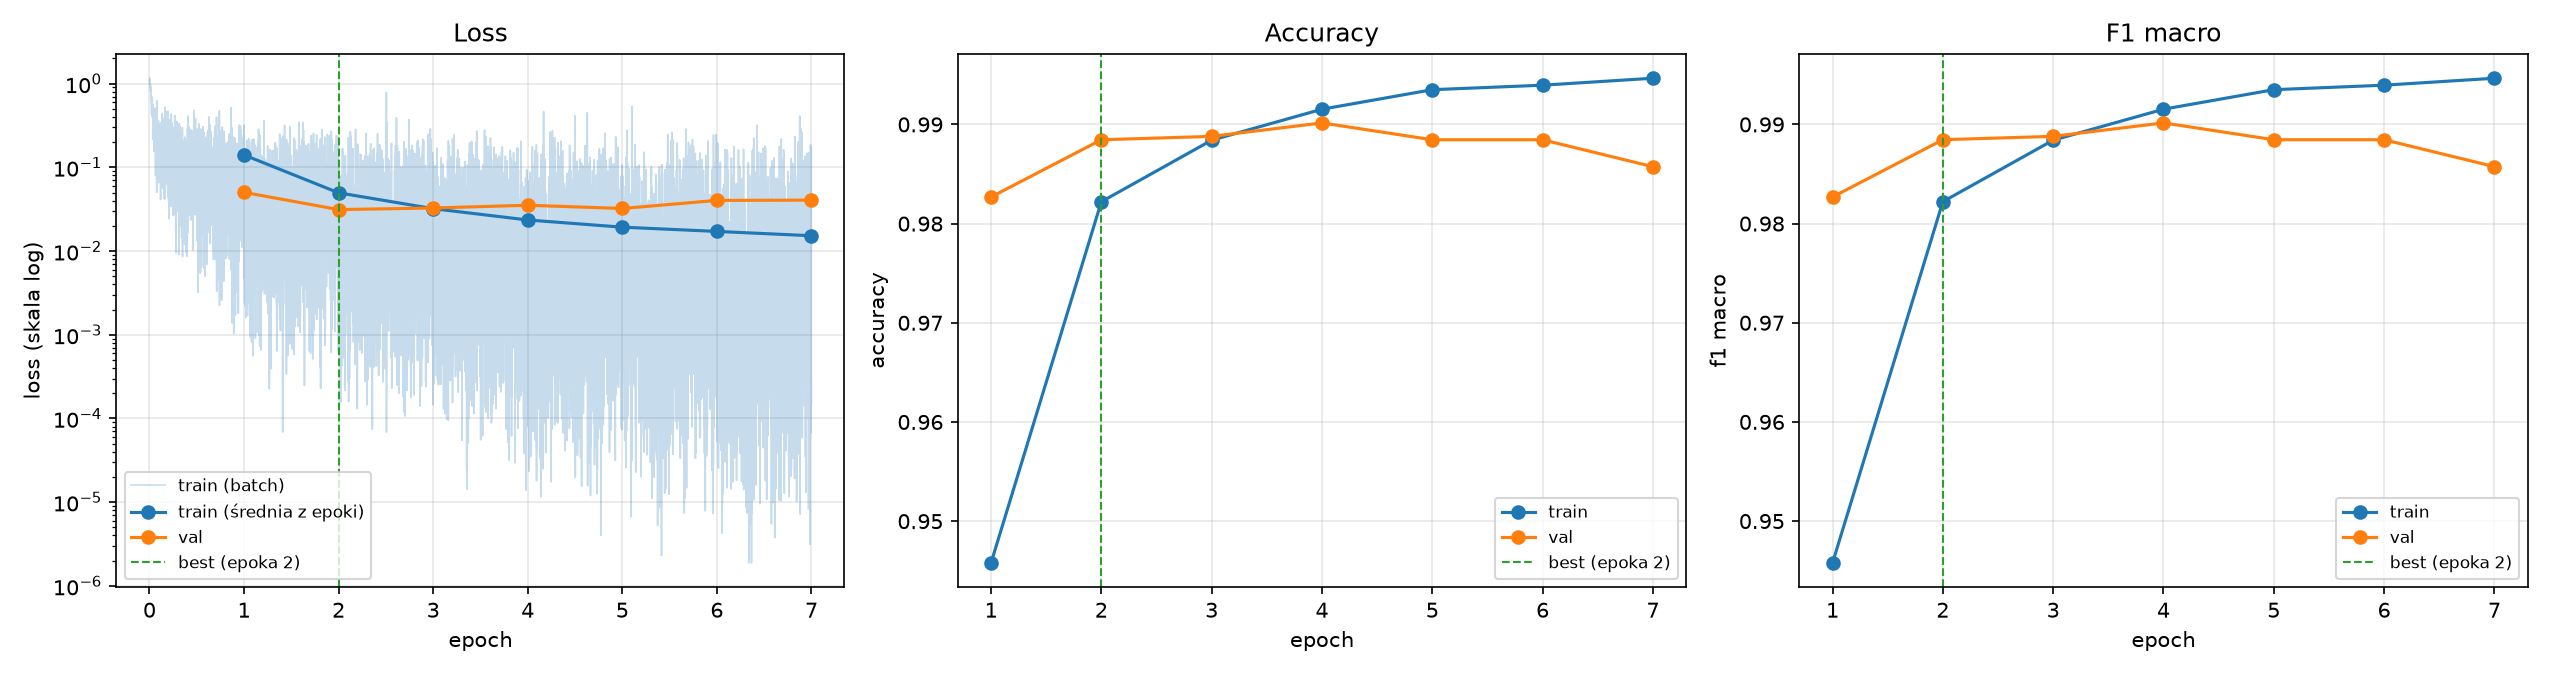 Loss
loss (skala log)
10^0
10^-1
10^-2
10^-3
10^-4
10^-5
10^-6
train (batch)
train (średnia z epoki)
val
best (epoka 2)
0 1 2 3 4 5 6 7
epoch
Accuracy
accuracy
0.99
0.98
0.97
0.96
0.95
train
val
best (epoka 2)
1 2 3 4 5 6 7
epoch
F1 macro
f1 macro
0.99
0.98
0.97
0.96
0.95
train
val
best (epoka 2)
1 2 3 4 5 6 7
epoch